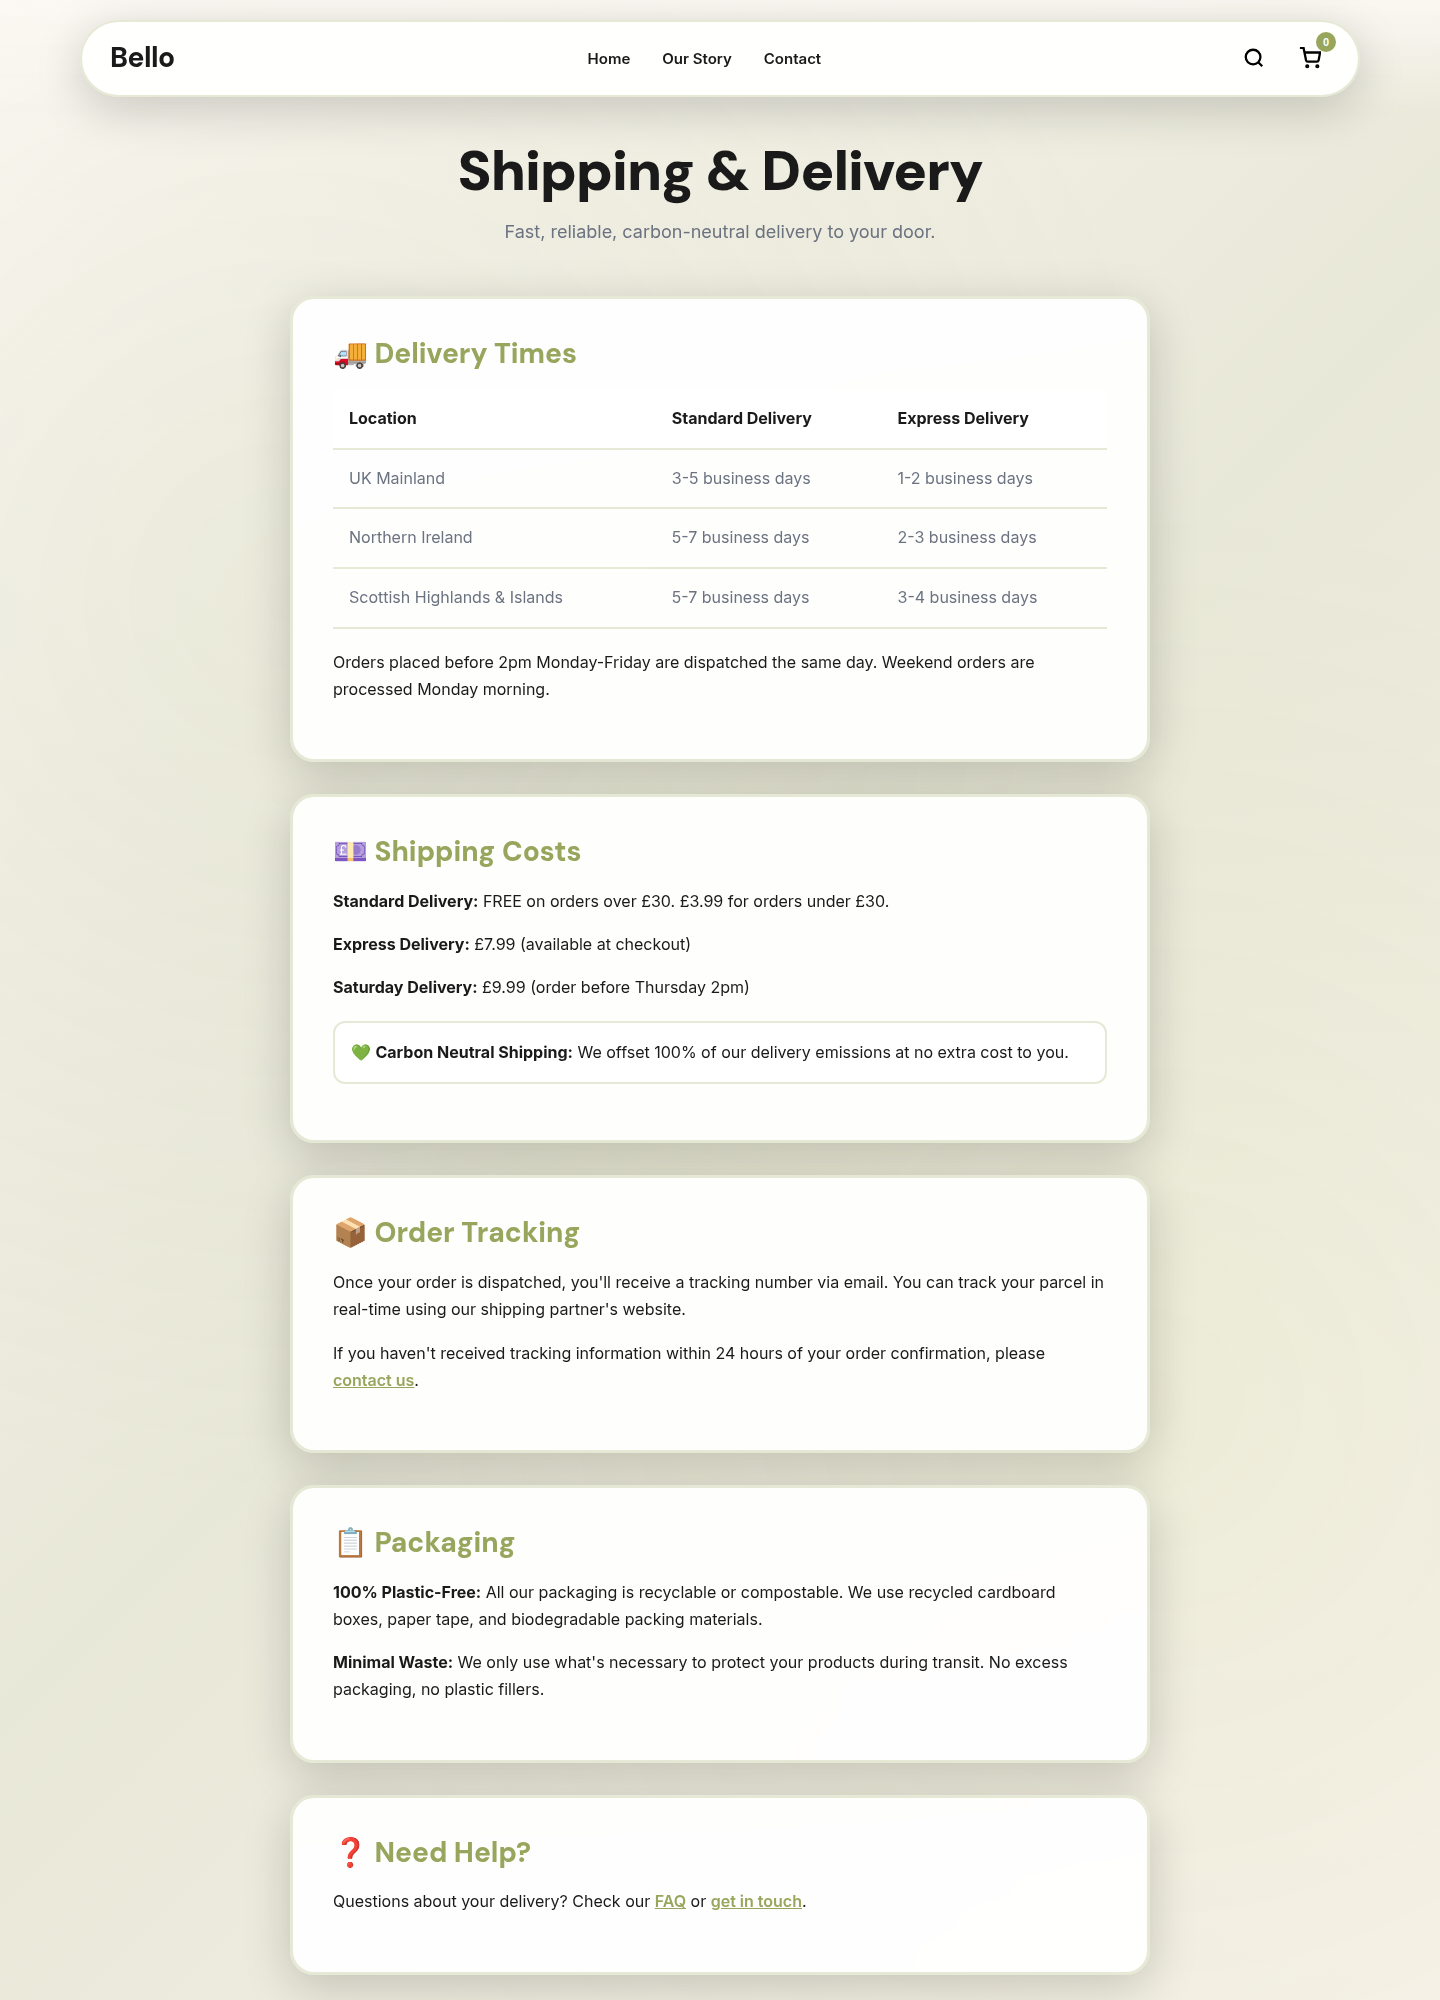 Bello
Home Our Story Contact
0
Shipping & Delivery
Fast, reliable, carbon-neutral delivery to your door.
🚚 Delivery Times
Location Standard Delivery Express Delivery
UK Mainland 3-5 business days 1-2 business days
Northern Ireland 5-7 business days 2-3 business days
Scottish Highlands & Islands 5-7 business days 3-4 business days
Orders placed before 2pm Monday-Friday are dispatched the same day. Weekend orders are
processed Monday morning.
💷 Shipping Costs
Standard Delivery: FREE on orders over £30. £3.99 for orders under £30.
Express Delivery: £7.99 (available at checkout)
Saturday Delivery: £9.99 (order before Thursday 2pm)
💚 Carbon Neutral Shipping: We offset 100% of our delivery emissions at no extra cost to you.
📦 Order Tracking
Once your order is dispatched, you'll receive a tracking number via email. You can track your parcel in
real-time using our shipping partner's website.
If you haven't received tracking information within 24 hours of your order confirmation, please
contact us.
📋 Packaging
100% Plastic-Free: All our packaging is recyclable or compostable. We use recycled cardboard
boxes, paper tape, and biodegradable packing materials.
Minimal Waste: We only use what's necessary to protect your products during transit. No excess
packaging, no plastic fillers.
❓ Need Help?
Questions about your delivery? Check our FAQ or get in touch.